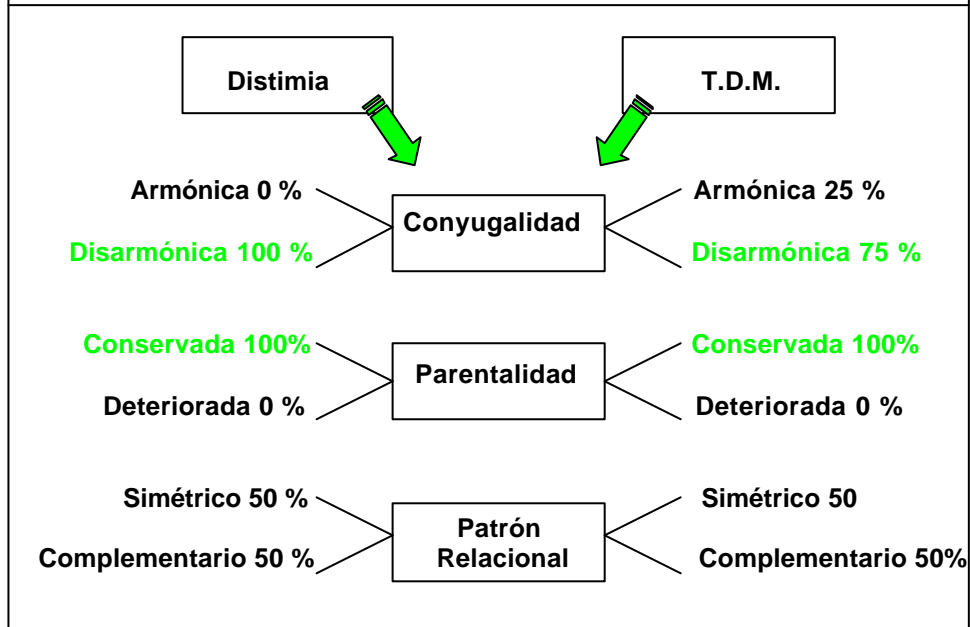 Distimia
T.D.M.
Armónica 0 %
Armónica 25 %
Conyugalidad
Disarmónica 100 %
Disarmónica 75 %
Conservada 100%
Conservada 100%
Parentalidad
Deteriorada 0 %
Deteriorada 0 %
Simétrico 50 %
Simétrico 50
Patrón
Relacional
Complementario 50 %
Complementario 50%